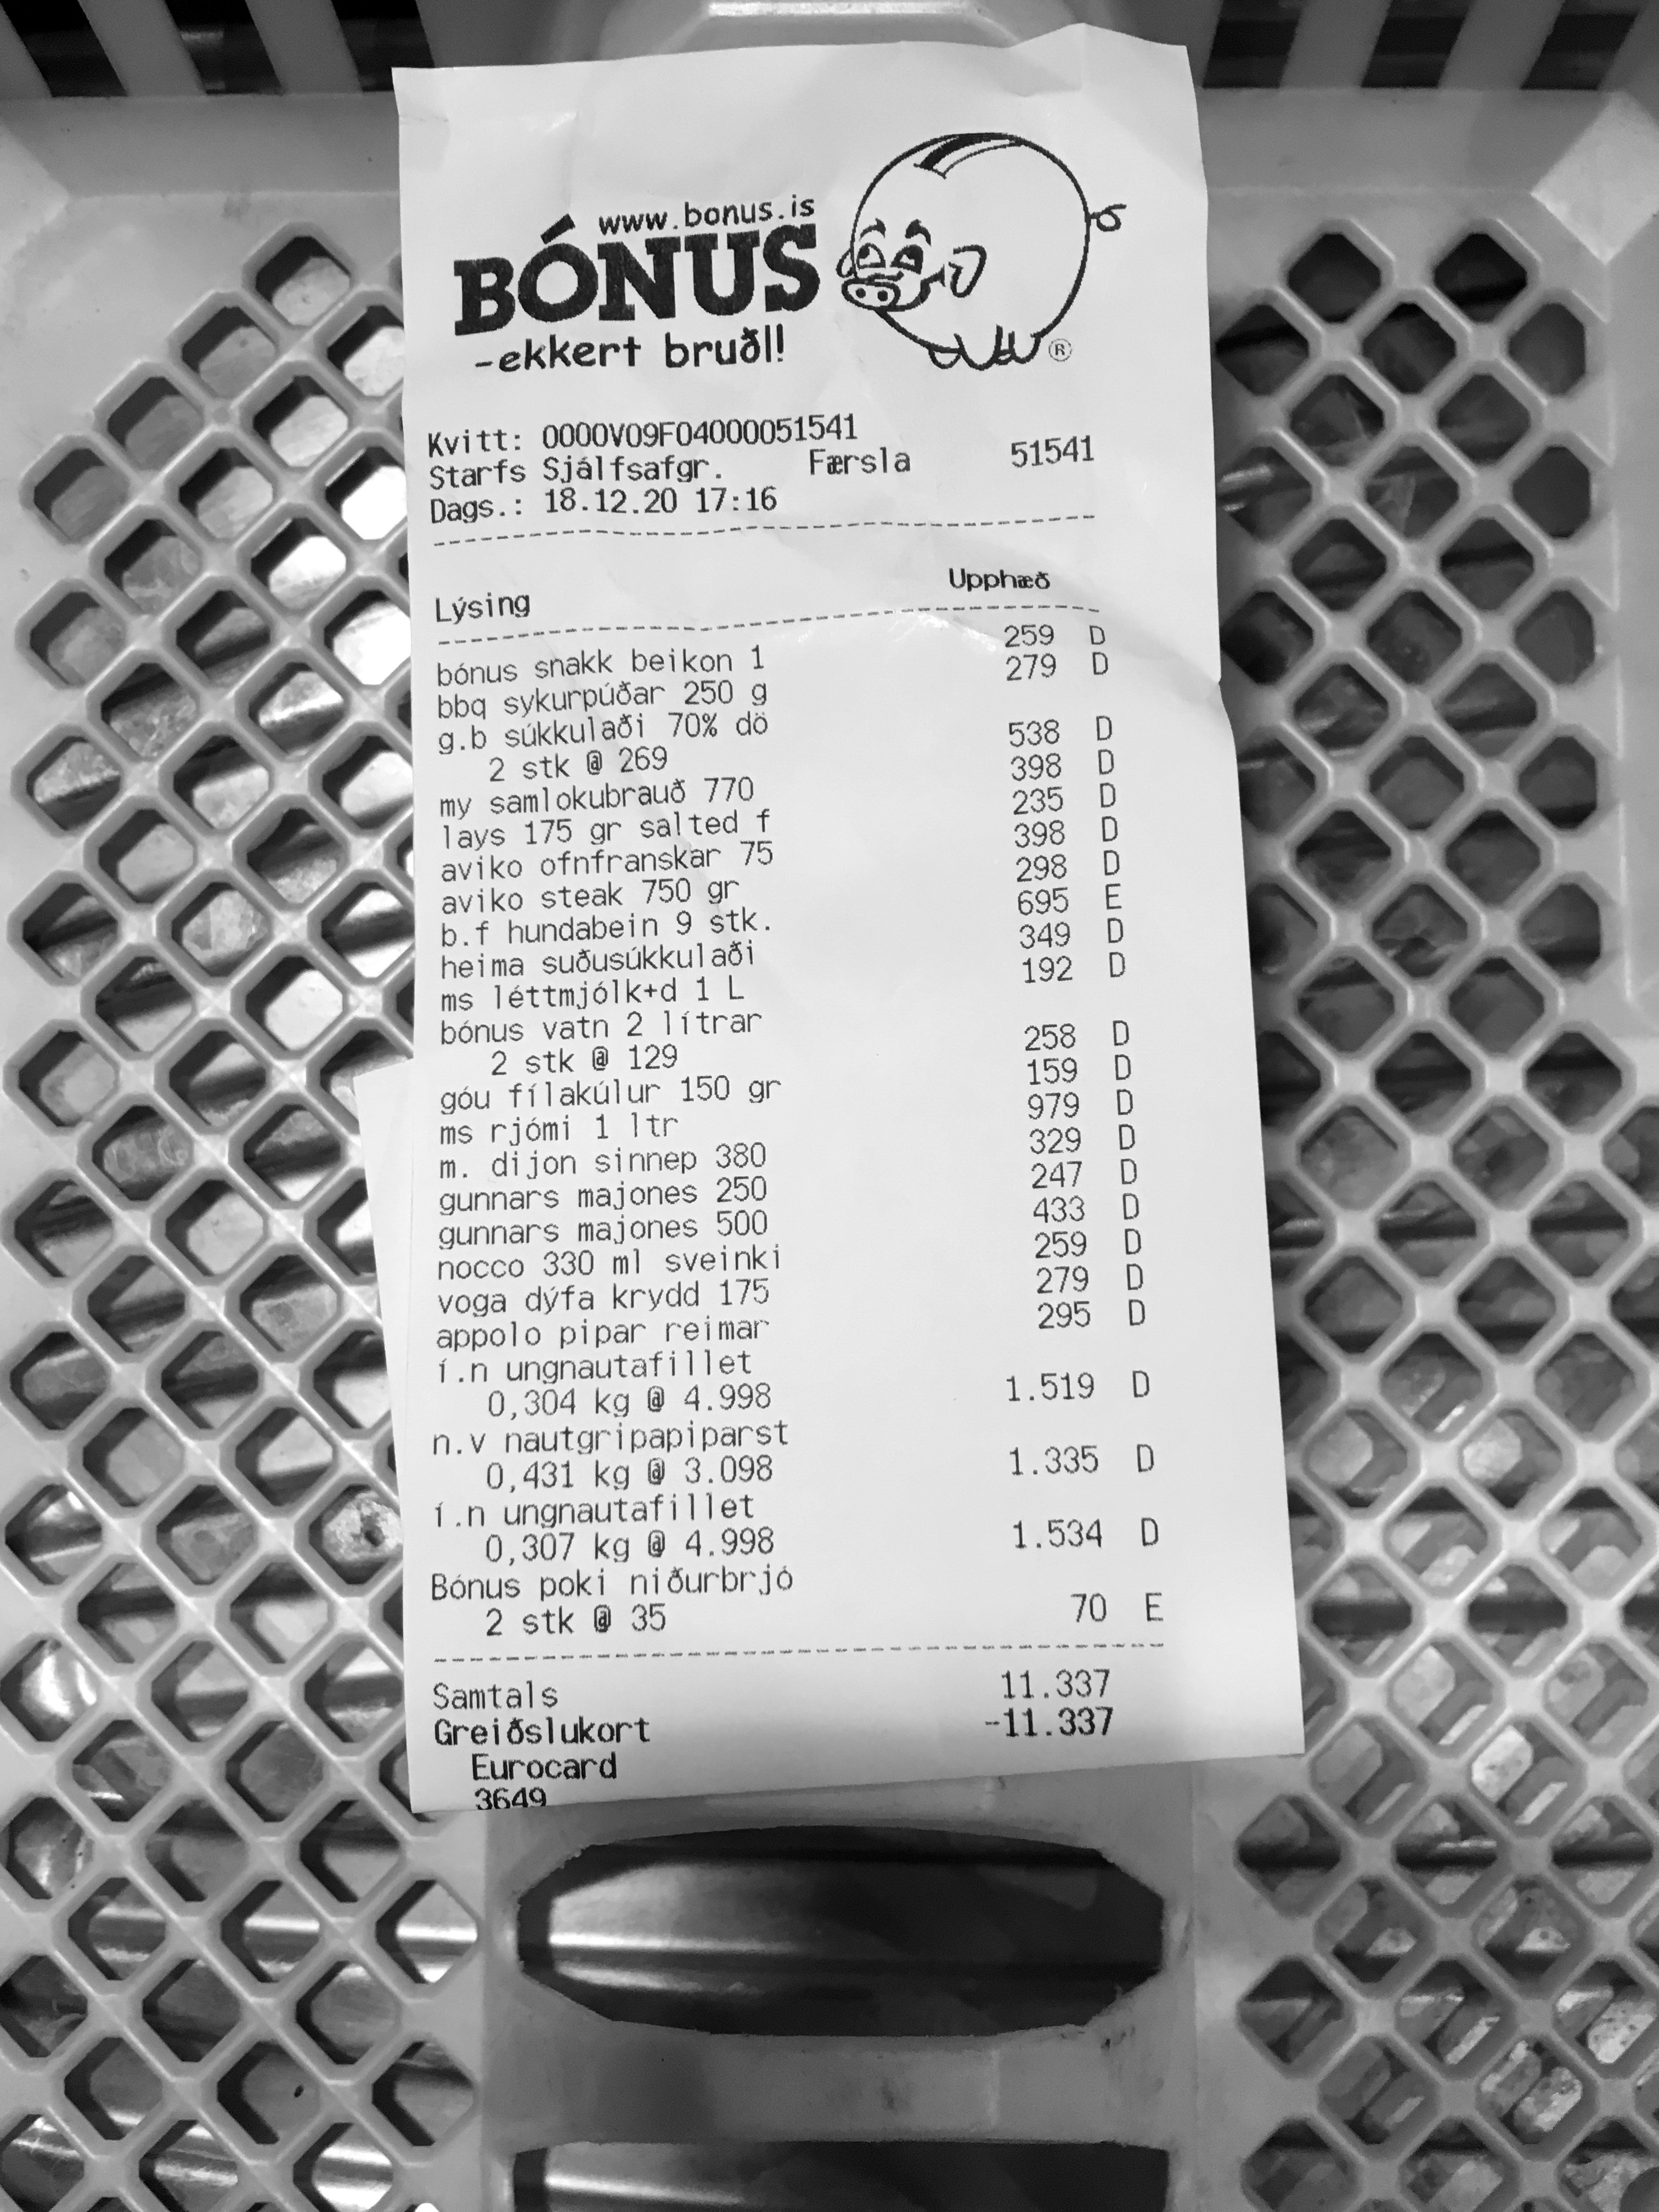 www.bonus.is
BÓNUS
-ekkert bruðl!
®
Kvitt: 0000V09F04000051541
Starfs Sjálfsafgr. Færsla 51541
Dags.: 18.12.20 17:16
Lýsing Upphæð
bónus snakk beikon 1 259 D
bbq sykurpúðar 250 g 279 D
g.b súkkulaði 70% dö
2 stk @ 269 538 D
my samlokubrauð 770 398 D
lays 175 gr salted f 235 D
aviko ofnfranskar 75 398 D
aviko steak 750 gr 298 D
b.f hundabein 9 stk. 695 E
heima suðusúkkulaði 349 D
ms léttmjólk+d 1 L 192 D
bónus vatn 2 lítrar
2 stk @ 129 258 D
góu fílakúlur 150 gr 159 D
ms rjómi 1 ltr 979 D
m. dijon sinnep 380 329 D
gunnars majones 250 247 D
gunnars majones 500 433 D
nocco 330 ml sveinki 259 D
voga dýfa krydd 175 279 D
appolo pipar reimar 295 D
í.n ungnautafillet
0,304 kg @ 4.998 1.519 D
n.v nautgripapiparst
0,431 kg @ 3.098 1.335 D
í.n ungnautafillet
0,307 kg @ 4.998 1.534 D
Bónus poki niðurbrjó
2 stk @ 35 70 E
Samtals 11.337
Greiðslukort -11.337
Eurocard
3649